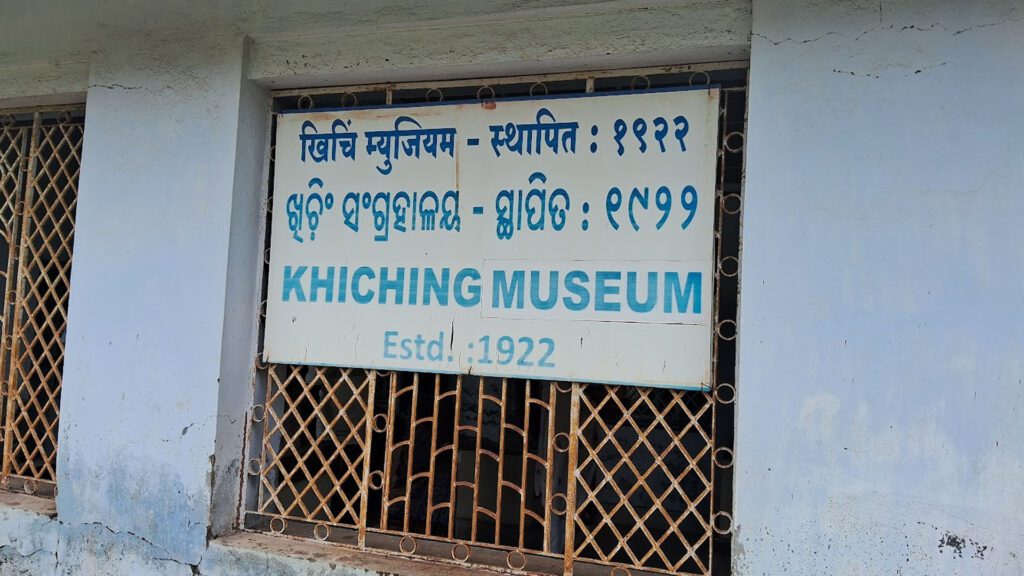 खिचिं म्युजियम - स्थापित : १९२२
ଖିଚିଂ ସଂଗ୍ରହାଳୟ - ସ୍ଥାପିତ : ୧୯୨୨
KHICHING MUSEUM
Estd. :1922